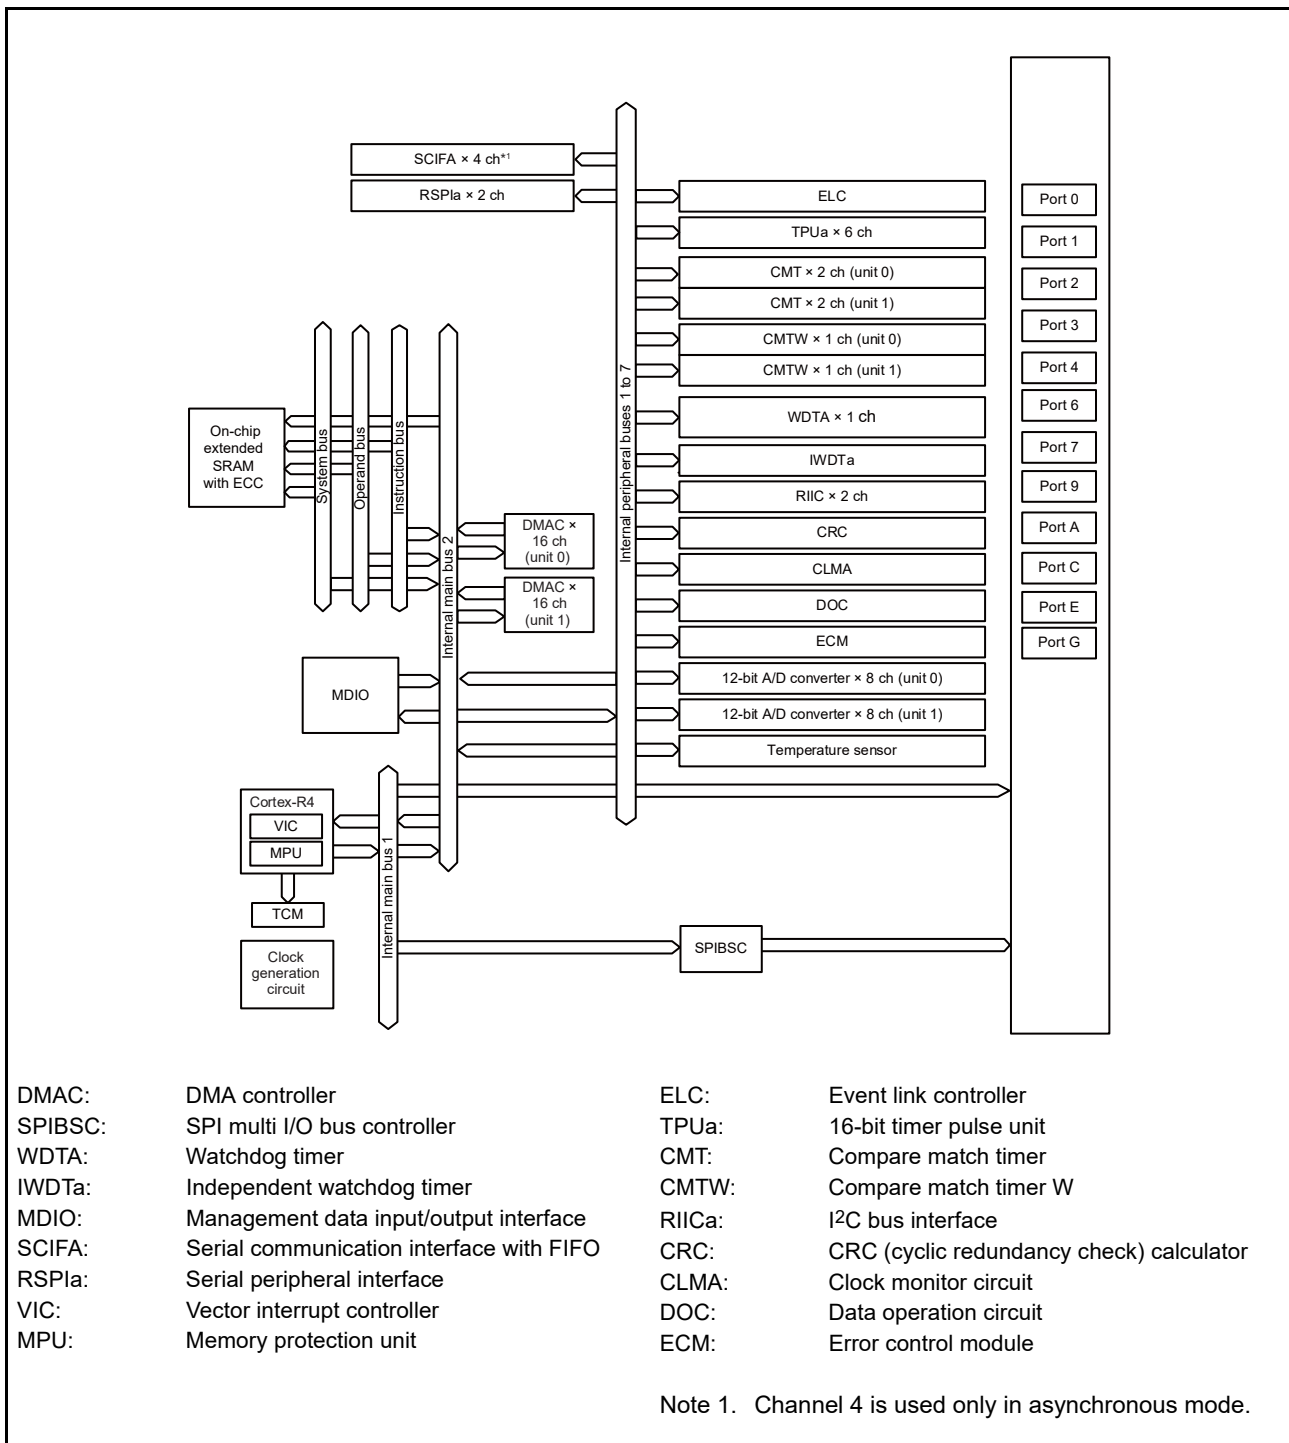 SCIFA × 4 ch*1
RSPIa × 2 ch
ELC
TPUa × 6 ch
CMT × 2 ch (unit 0)
CMT × 2 ch (unit 1)
CMTW × 1 ch (unit 0)
CMTW × 1 ch (unit 1)
WDTA × 1 ch
IWDTa
RIIC × 2 ch
CRC
CLMA
DOC
ECM
12-bit A/D converter × 8 ch (unit 0)
12-bit A/D converter × 8 ch (unit 1)
Temperature sensor
Internal peripheral buses 1 to 7
Port 0
Port 1
Port 2
Port 3
Port 4
Port 6
Port 7
Port 9
Port A
Port C
Port E
Port G
On-chip
extended
SRAM
with ECC
System bus
Operand bus
Instruction bus
Internal main bus 2
DMAC ×
16 ch
(unit 0)
DMAC ×
16 ch
(unit 1)
MDIO
Cortex-R4
VIC
MPU
TCM
Clock
generation
circuit
Internal main bus 1
SPIBSC
DMAC: DMA controller
SPIBSC: SPI multi I/O bus controller
WDTA: Watchdog timer
IWDTa: Independent watchdog timer
MDIO: Management data input/output interface
SCIFA: Serial communication interface with FIFO
RSPIa: Serial peripheral interface
VIC: Vector interrupt controller
MPU: Memory protection unit
ELC: Event link controller
TPUa: 16-bit timer pulse unit
CMT: Compare match timer
CMTW: Compare match timer W
RIICa: I2C bus interface
CRC: CRC (cyclic redundancy check) calculator
CLMA: Clock monitor circuit
DOC: Data operation circuit
ECM: Error control module
Note 1. Channel 4 is used only in asynchronous mode.